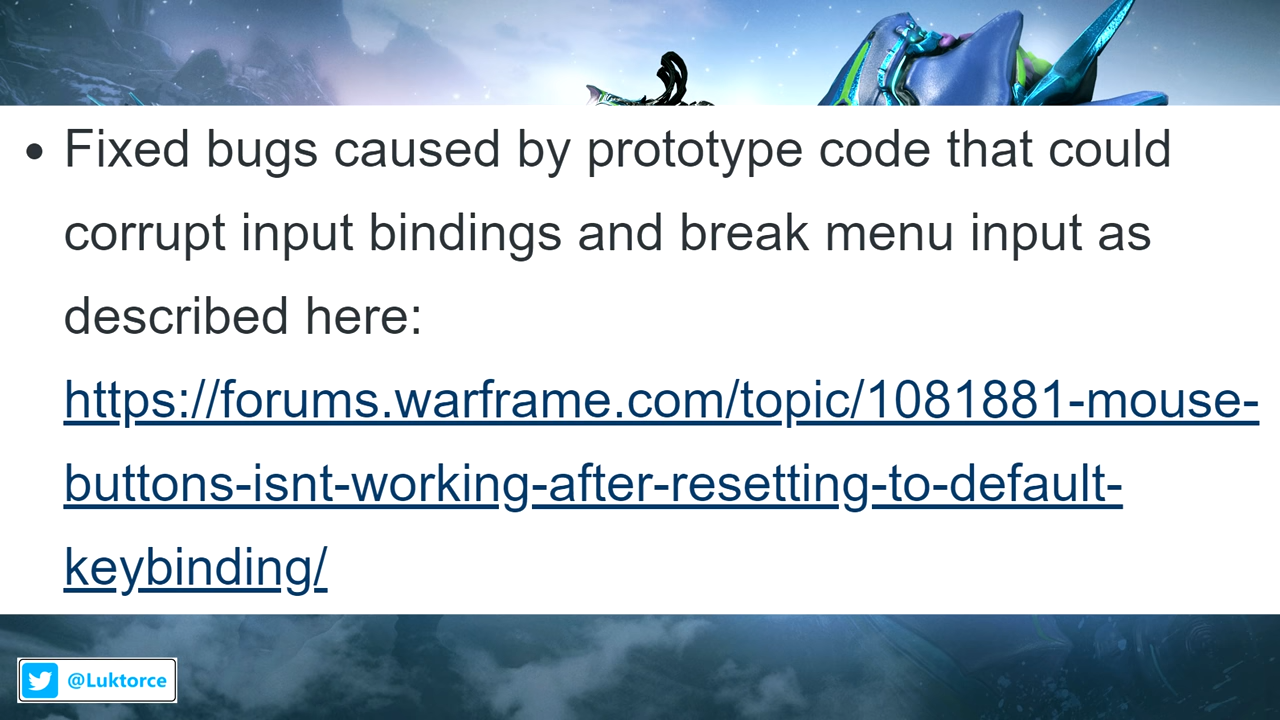 • Fixed bugs caused by prototype code that could
corrupt input bindings and break menu input as
described here:
https://forums.warframe.com/topic/1081881-mouse-
buttons-isnt-working-after-resetting-to-default-
keybinding/
@Luktorce